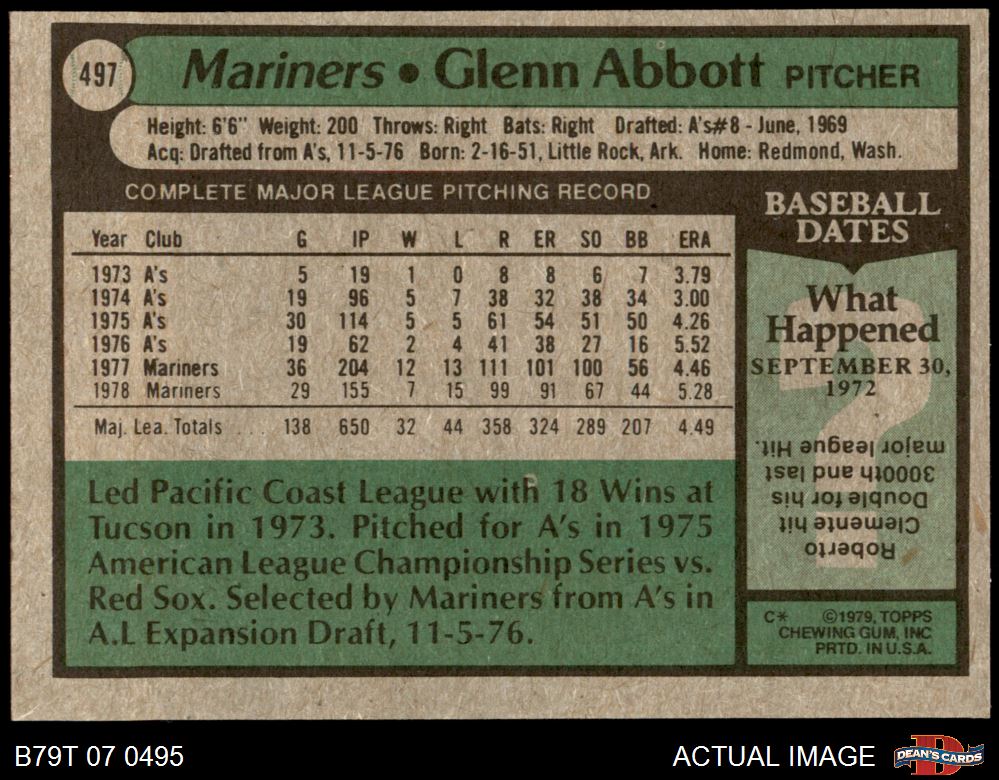 497
Mariners • Glenn Abbott PITCHER
Height: 6'6" Weight: 200 Throws: Right Bats: Right Drafted: A's#8 - June, 1969
Acq: Drafted from A's, 11-5-76 Born: 2-16-51, Little Rock, Ark. Home: Redmond, Wash.
COMPLETE MAJOR LEAGUE PITCHING RECORD
Year Club G IP W L R ER SO BB ERA
1973 A's 5 19 1 0 8 8 6 7 3.79
1974 A's 19 96 5 7 38 32 38 34 3.00
1975 A's 30 114 5 5 61 54 51 50 4.26
1976 A's 19 62 2 4 41 38 27 16 5.52
1977 Mariners 36 204 12 13 111 101 100 56 4.46
1978 Mariners 29 155 7 15 99 91 67 44 5.28
Maj. Lea. Totals . . . 138 650 32 44 358 324 289 207 4.49
Led Pacific Coast League with 18 Wins at
Tucson in 1973. Pitched for A's in 1975
American League Championship Series vs.
Red Sox. Selected by Mariners from A's in
A.L Expansion Draft, 11-5-76.
BASEBALL
DATES
What
Happened
SEPTEMBER 30,
1972
Roberto
Clemente hit
Double for his
3000th and last
major league Hit.
C* ©1979, TOPPS
CHEWING GUM, INC
PRTD. IN U.S.A.
B79T 07 0495
ACTUAL IMAGE
DEAN'S CARDS